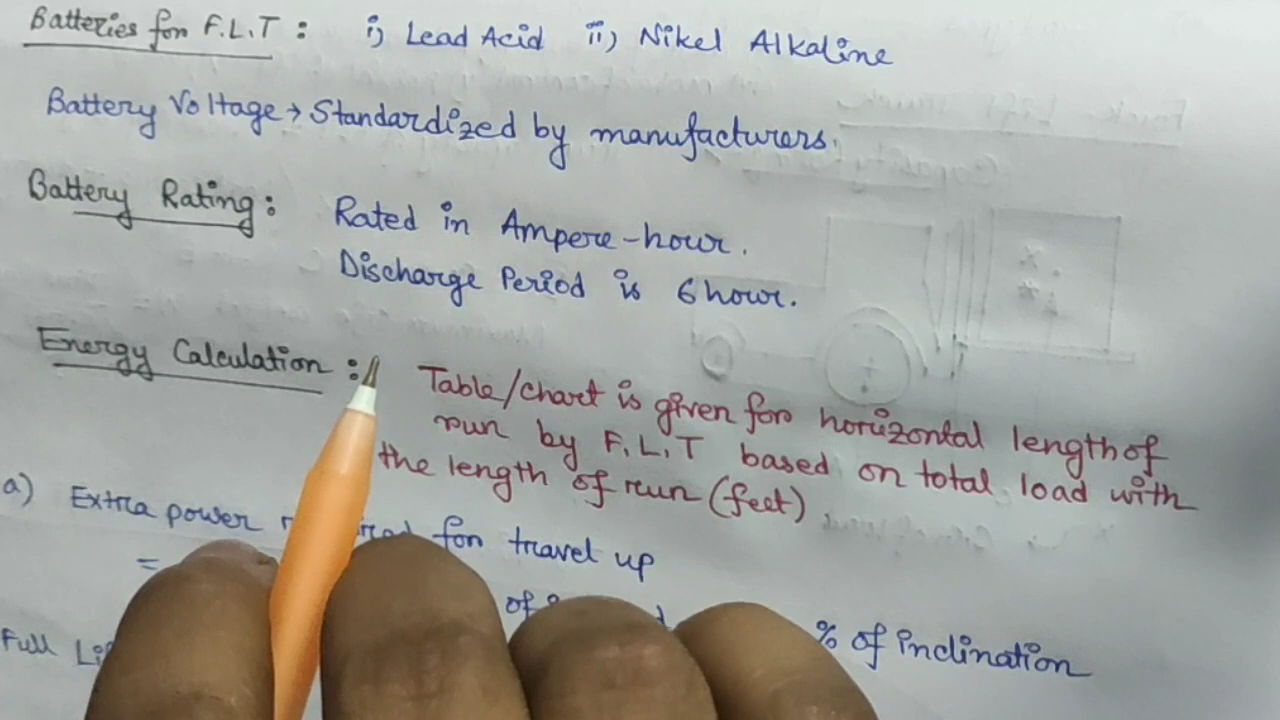 Batteries for F.L.T : i) Lead Acid ii) Nikel Alkaline
Battery Voltage → Standardized by manufacturers.
Battery Rating : Rated in Ampere-hour.
Discharge Period is 6 hour.
Energy Calculation : Table/chart is given for horizontal length of
run by F.L.T based on total load with
the length of run (feet)
a) Extra power for travel up
= of % of inclination
Full